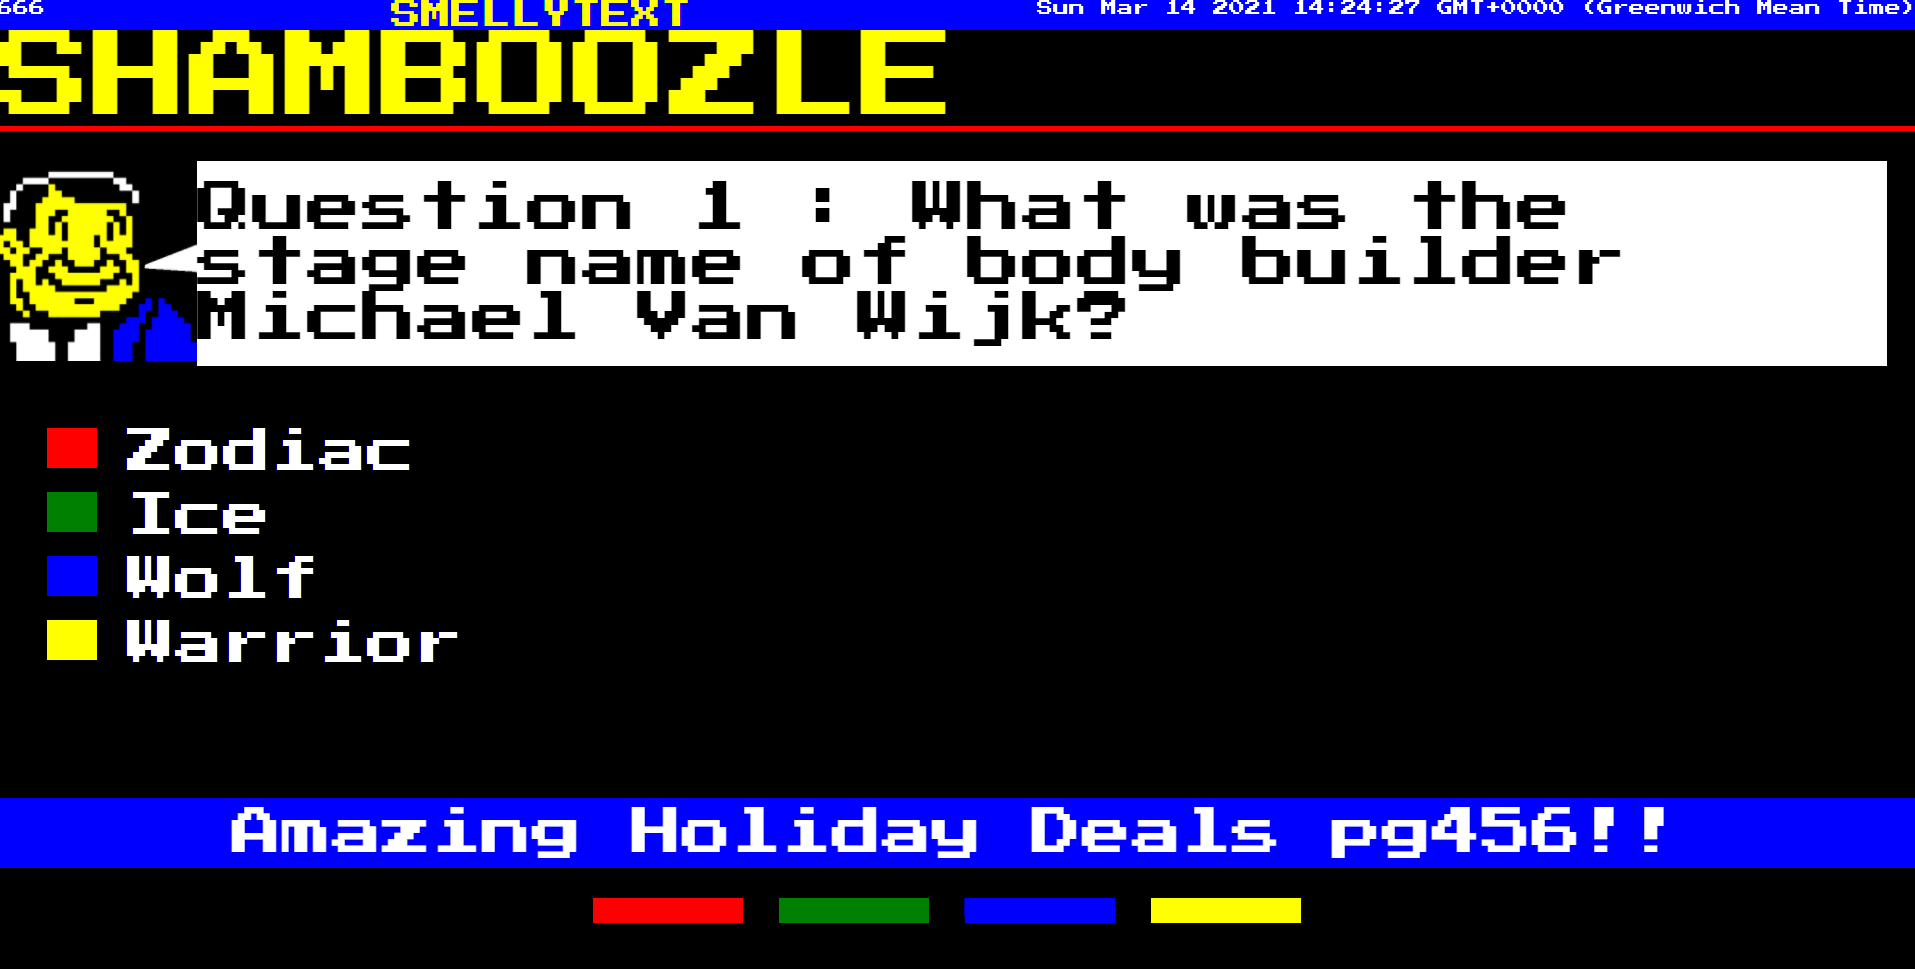 666 SMELLYTEXT Sun Mar 14 2021 14:24:27 GMT+0000 (Greenwich Mean Time)
SHAMBOOZLE
Question 1 : What was the
stage name of body builder
Michael Van Wijk?
Zodiac
Ice
Wolf
Warrior
Amazing Holiday Deals pg456!!